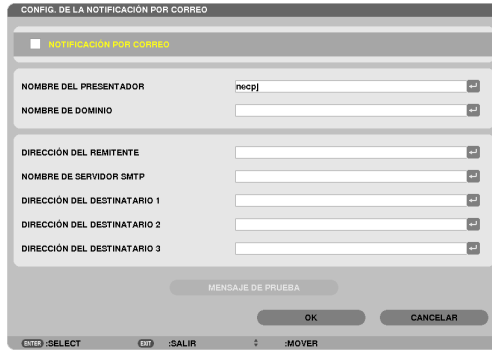 CONFIG. DE LA NOTIFICACIÓN POR CORREO
NOTIFICACIÓN POR CORREO
NOMBRE DEL PRESENTADOR necpj
NOMBRE DE DOMINIO
DIRECCIÓN DEL REMITENTE
NOMBRE DE SERVIDOR SMTP
DIRECCIÓN DEL DESTINATARIO 1
DIRECCIÓN DEL DESTINATARIO 2
DIRECCIÓN DEL DESTINATARIO 3
MENSAJE DE PRUEBA
OK CANCELAR
ENTER :SELECT EXIT :SALIR :MOVER